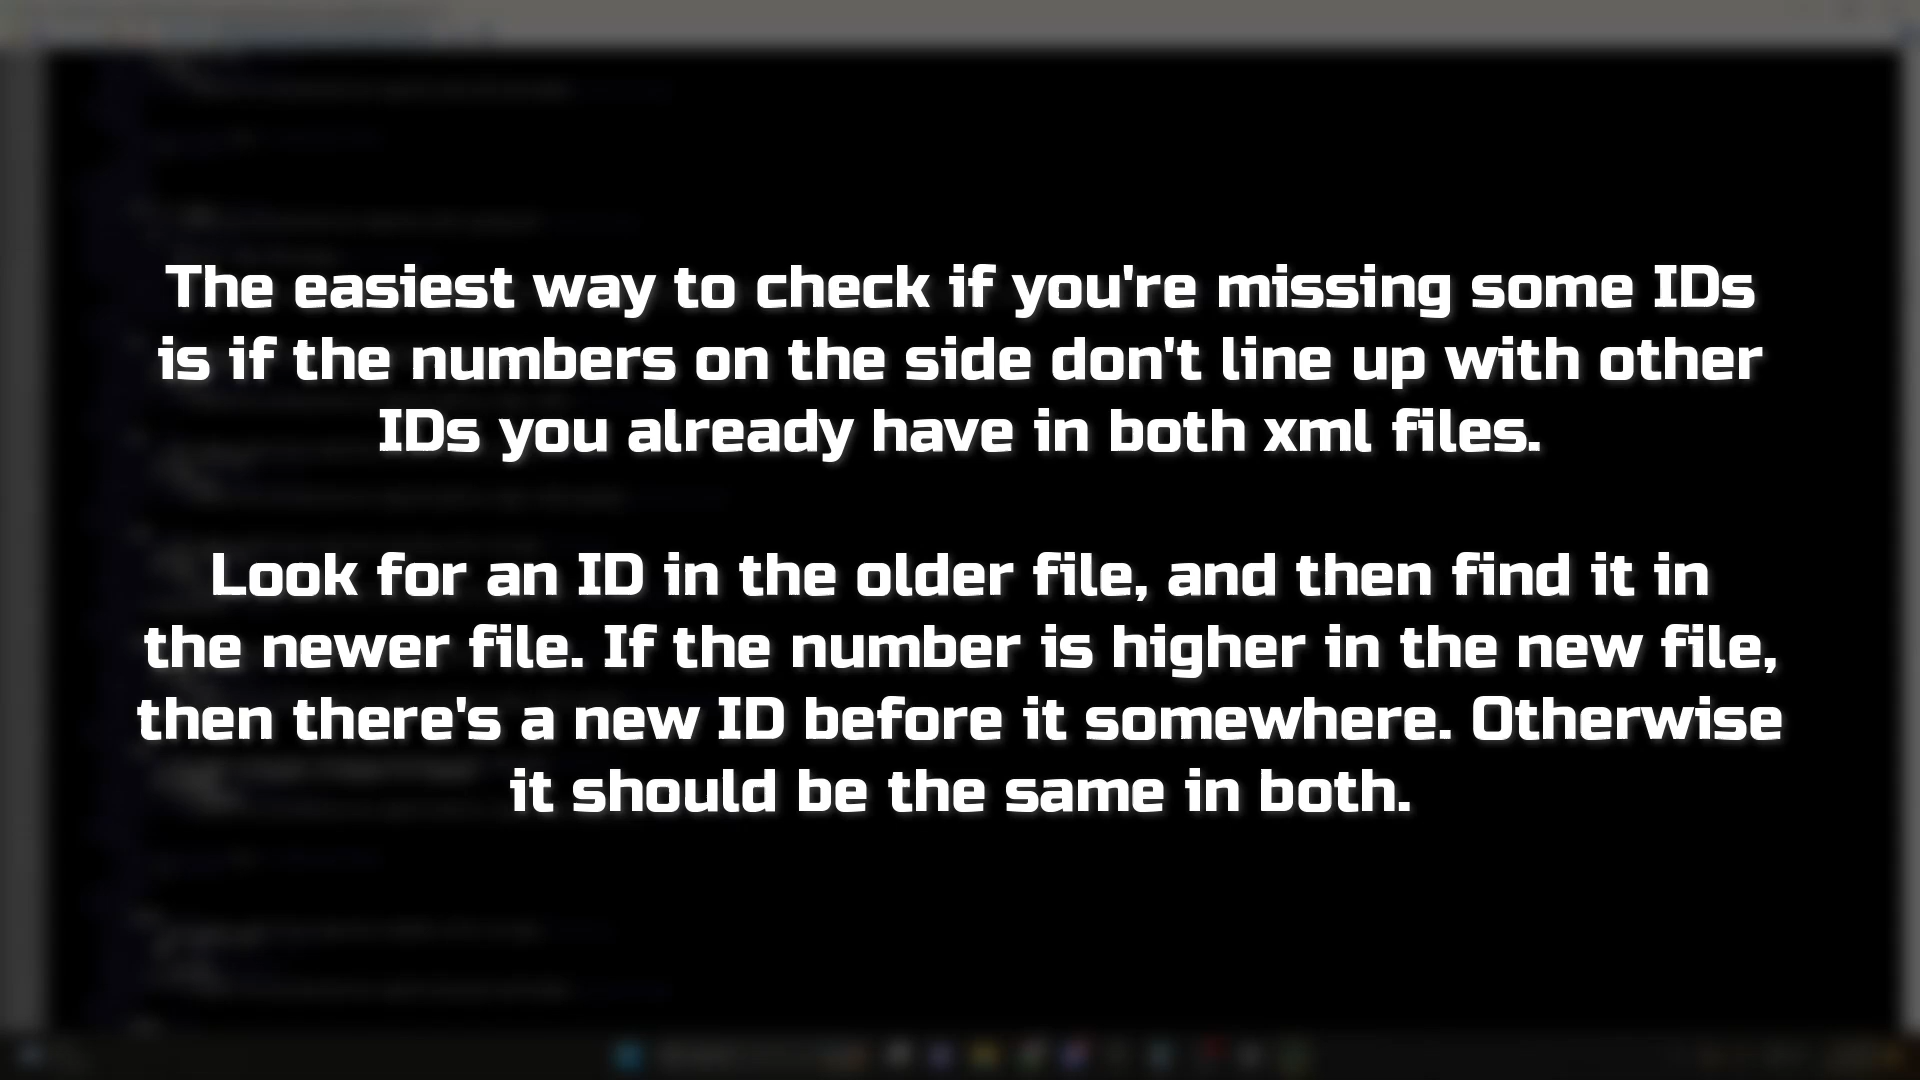 The easiest way to check if you're missing some IDs
is if the numbers on the side don't line up with other
IDs you already have in both xml files.
Look for an ID in the older file, and then find it in
the newer file. If the number is higher in the new file,
then there's a new ID before it somewhere. Otherwise
it should be the same in both.